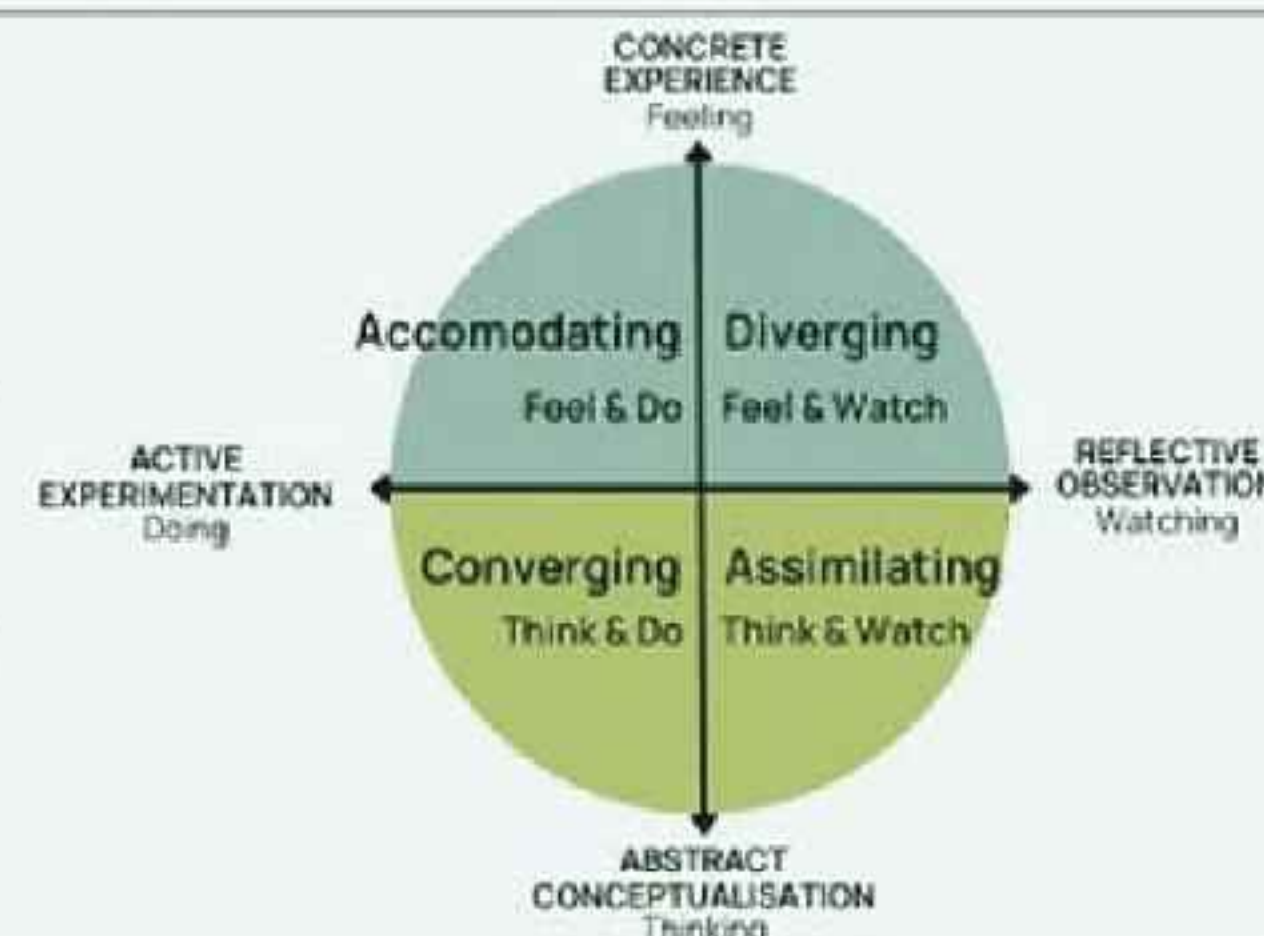 CONCRETE
EXPERIENCE
Feeling
Accomodating
Diverging
Feel & Do
Feel & Watch
ACTIVE
EXPERIMENTATION
Doing
REFLECTIVE
OBSERVATION
Watching
Converging
Assimilating
Think & Do
Think & Watch
ABSTRACT
CONCEPTUALISATION
Thinking